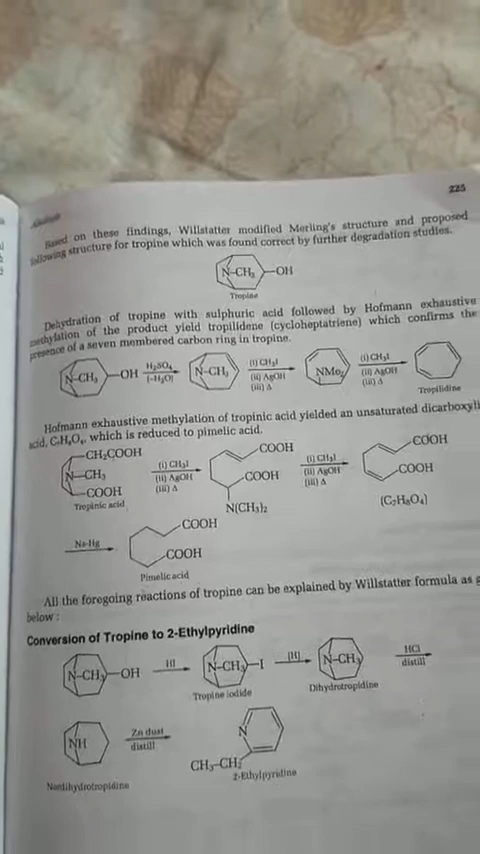 225
Alkaloids
Based on these findings, Willstatter modified Merling's structure and proposed
following structure for tropine which was found correct by further degradation studies.
N–CH3 –OH
Tropine
Dehydration of tropine with sulphuric acid followed by Hofmann exhaustive
methylation of the product yield tropilidene (cycloheptatriene) which confirms the
presence of a seven membered carbon ring in tropine.
N–CH3 –OH H2SO4 (–H2O) N–CH3 (i) CH3I (ii) AgOH (iii) Δ NMe2 (i) CH3I (ii) AgOH (iii) Δ
Tropilidine
Hofmann exhaustive methylation of tropinic acid yielded an unsaturated dicarboxyli
acid, C7H8O4, which is reduced to pimelic acid.
CH2COOH N–CH3 COOH (i) CH3I (ii) AgOH (iii) Δ COOH COOH N(CH3)2 (i) CH3I (ii) AgOH (iii) Δ COOH COOH
Tropinic acid (C7H8O4)
Na-Hg COOH COOH
Pimelic acid
All the foregoing reactions of tropine can be explained by Willstatter formula as g
below :
Conversion of Tropine to 2-Ethylpyridine
N–CH3 –OH HI N–CH3 –I [H] N–CH3 HCl distill
Tropine iodide Dihydrotropidine
NH Zn dust distill N CH3–CH2
Nordihydrotropidine 2-Ethylpyridine